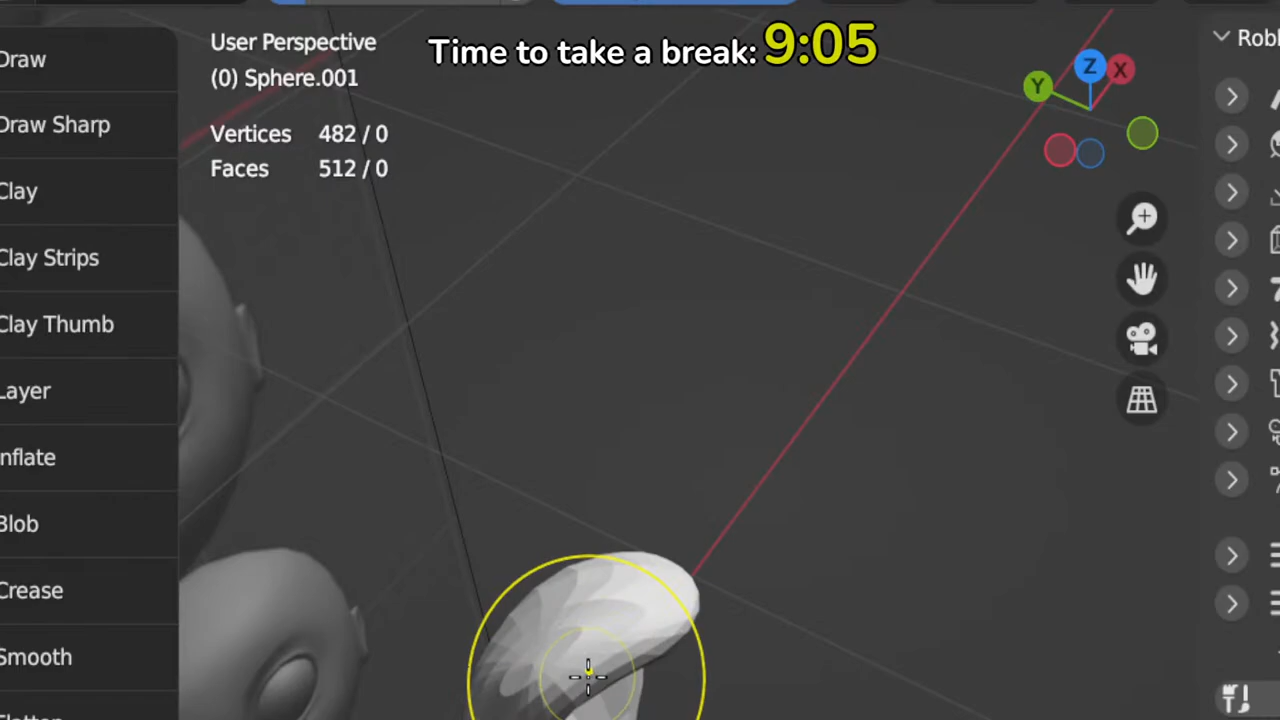 Time to take a break: 9:05
User Perspective
(0) Sphere.001
Vertices 482 / 0
Faces 512 / 0
Z
X
Y
Draw
Draw Sharp
Clay
Clay Strips
Clay Thumb
Layer
nflate
Blob
Crease
Smooth
Robl